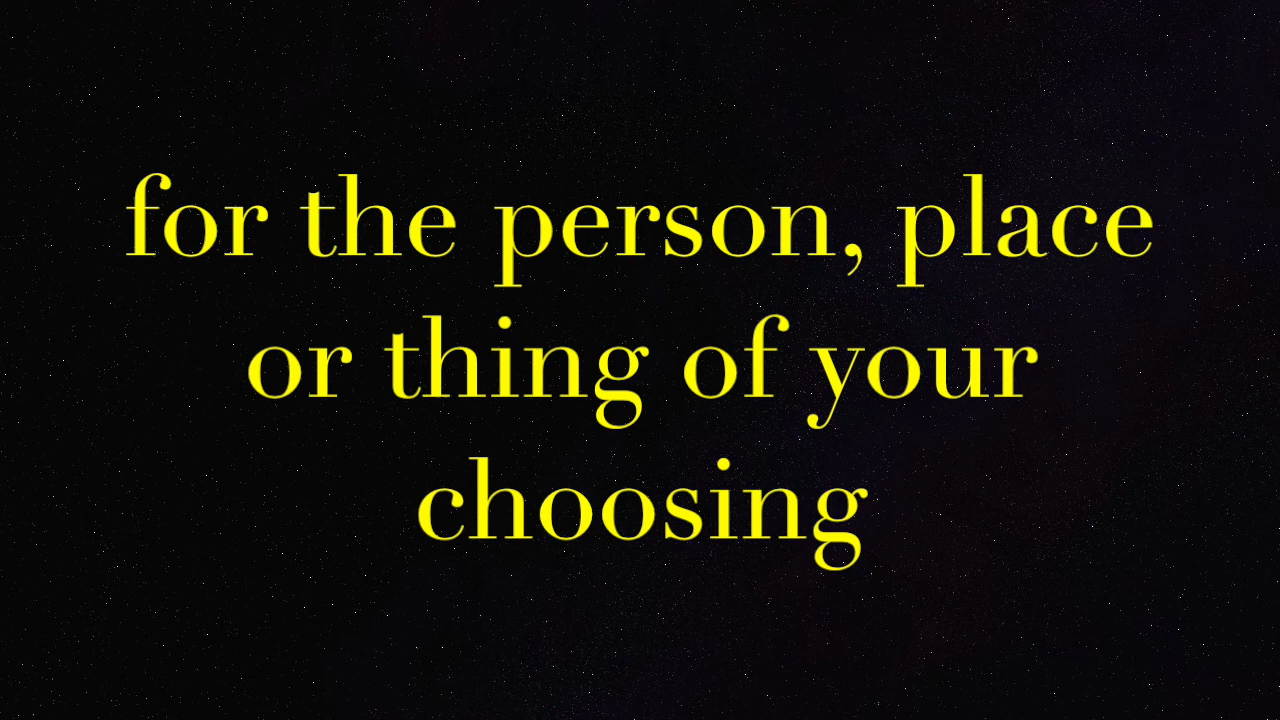 for the person, place
or thing of your
choosing